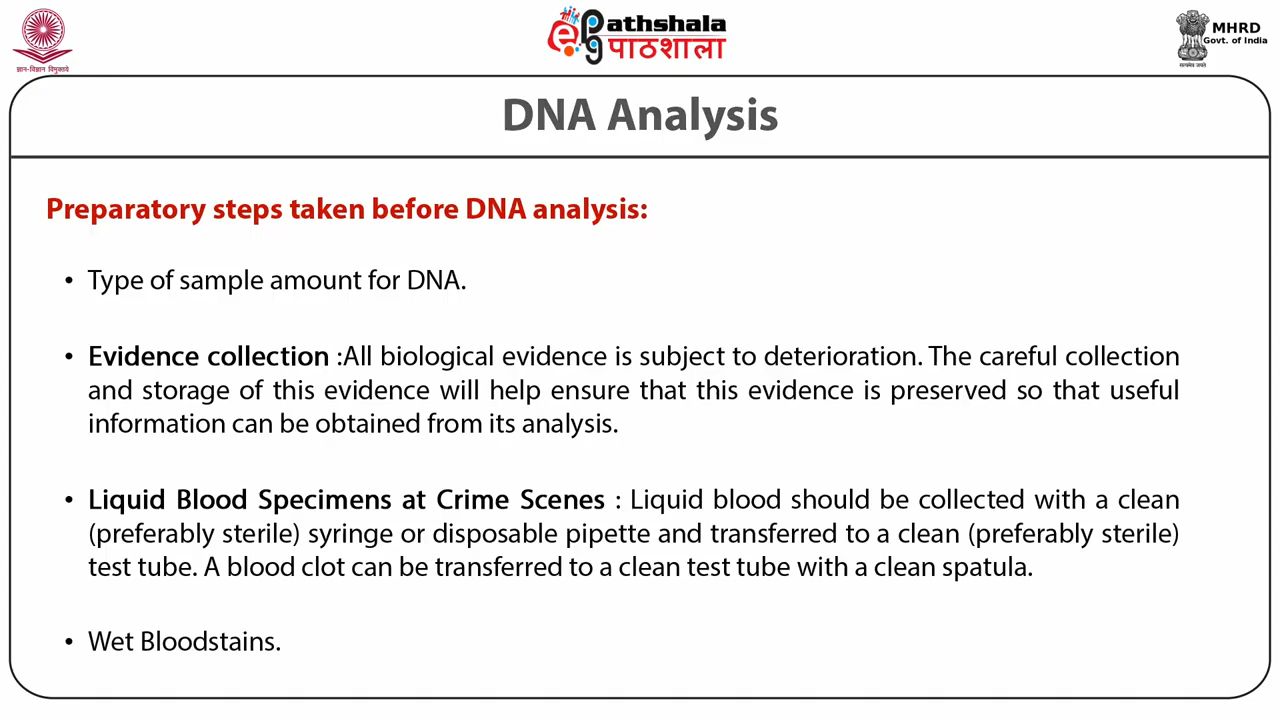 ज्ञान-विज्ञान विमुक्तये
ePG Pathshala
पाठशाला
सत्यमेव जयते
MHRD
Govt. of India
DNA Analysis
Preparatory steps taken before DNA analysis:
• Type of sample amount for DNA.
• Evidence collection :All biological evidence is subject to deterioration. The careful collection
and storage of this evidence will help ensure that this evidence is preserved so that useful
information can be obtained from its analysis.
• Liquid Blood Specimens at Crime Scenes : Liquid blood should be collected with a clean
(preferably sterile) syringe or disposable pipette and transferred to a clean (preferably sterile)
test tube. A blood clot can be transferred to a clean test tube with a clean spatula.
• Wet Bloodstains.